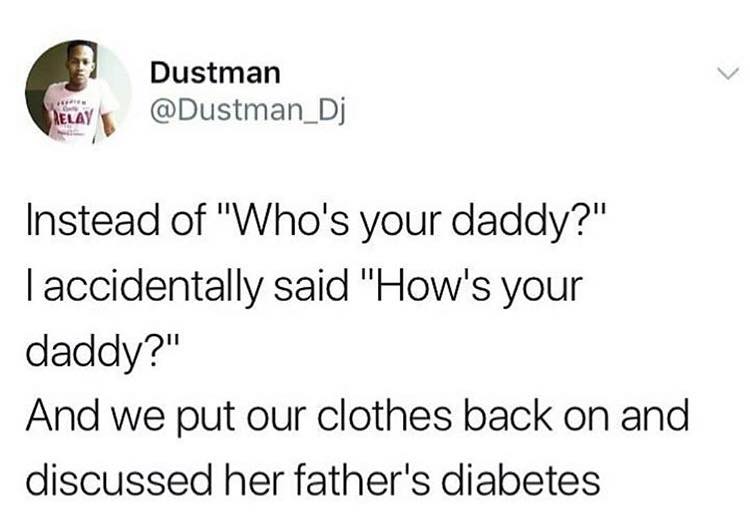 Dustman
@Dustman_Dj
RELAY
Instead of "Who's your daddy?"
I accidentally said "How's your
daddy?"
And we put our clothes back on and
discussed her father's diabetes